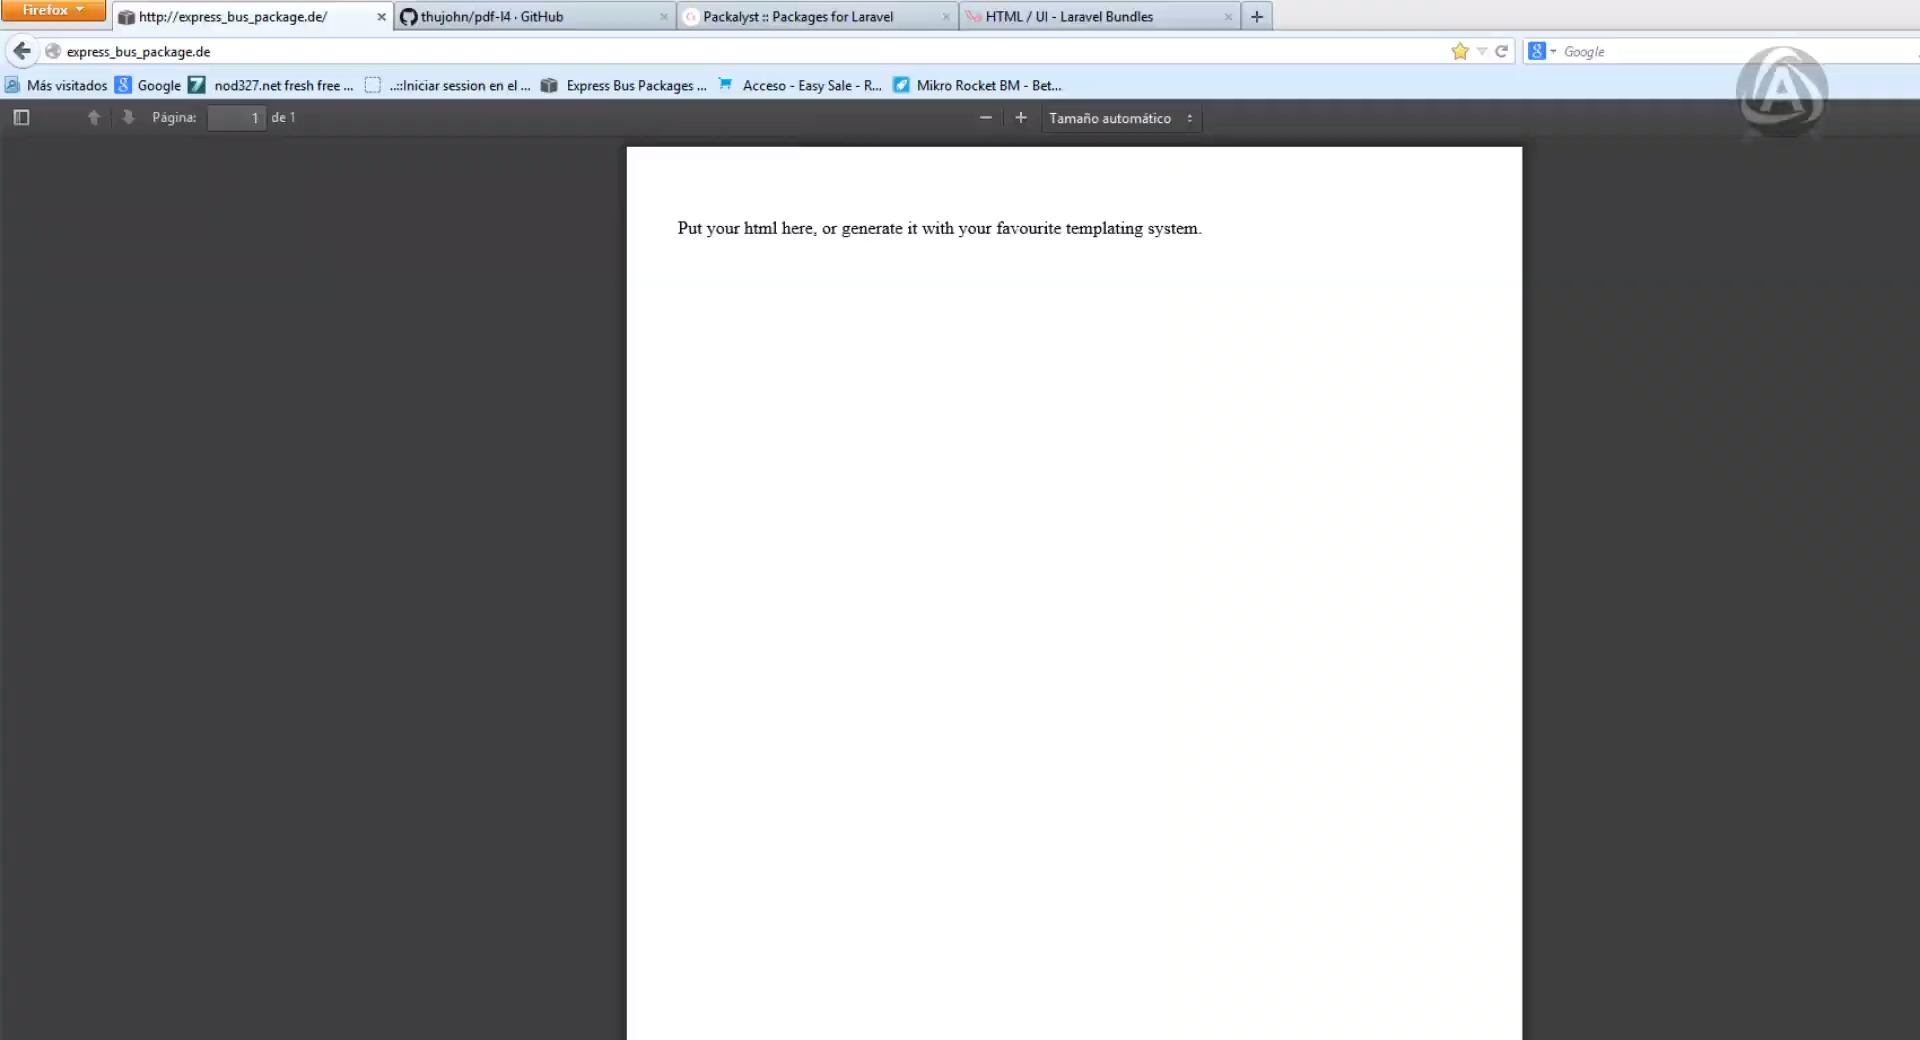 Firefox
http://express_bus_package.de/
thujohn/pdf-l4 · GitHub
Packalyst :: Packages for Laravel
HTML / UI - Laravel Bundles
express_bus_package.de
Google
Más visitados
Google
nod327.net fresh free ...
..::Iniciar session en el ...
Express Bus Packages ...
Acceso - Easy Sale - R...
Mikro Rocket BM - Bet...
Página: 1 de 1
Tamaño automático
Put your html here, or generate it with your favourite templating system.